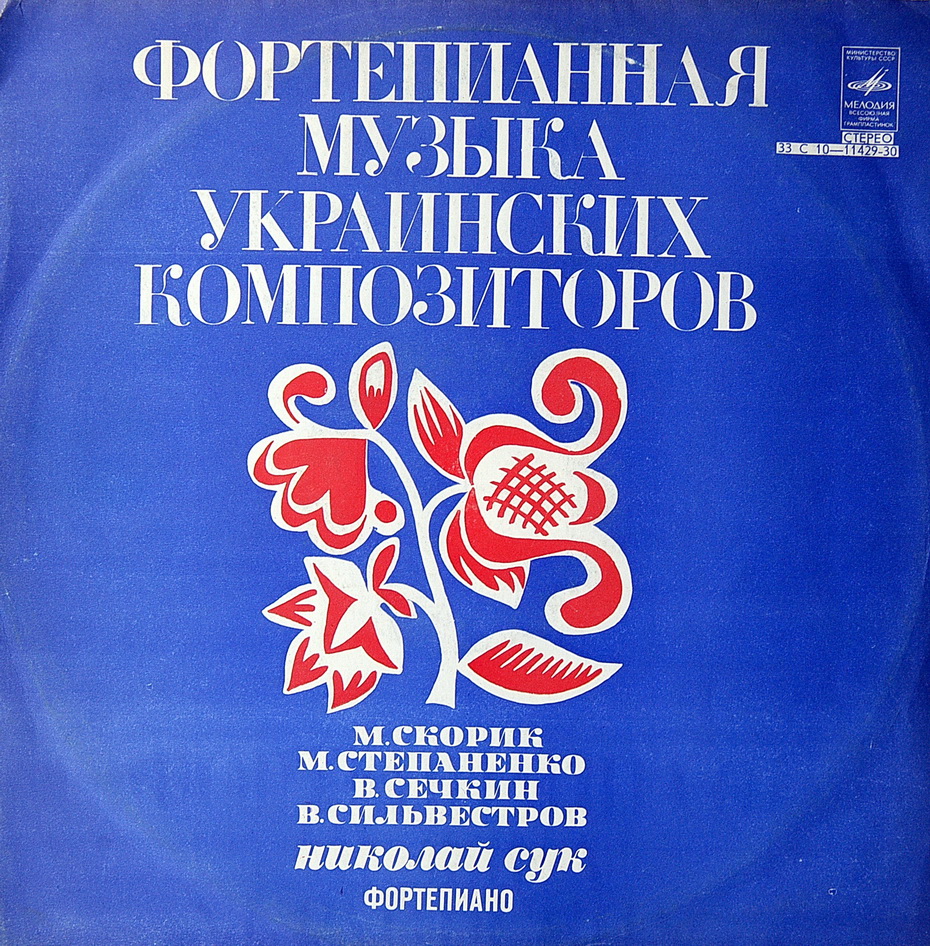 ФОРТЕПИАННАЯ
МУЗЫКА
УКРАИНСКИХ
КОМПОЗИТОРОВ
МИНИСТЕРСТВО
КУЛЬТУРЫ СССР
МЕЛОДИЯ
ВСЕСОЮЗНАЯ
ФИРМА
ГРАМПЛАСТИНОК
СТЕРЕО
33 С 10—11429-30
М.СКОРИК
М.СТЕПАНЕНКО
В.СЕЧКИН
В.СИЛЬВЕСТРОВ
николай сук
ФОРТЕПИАНО